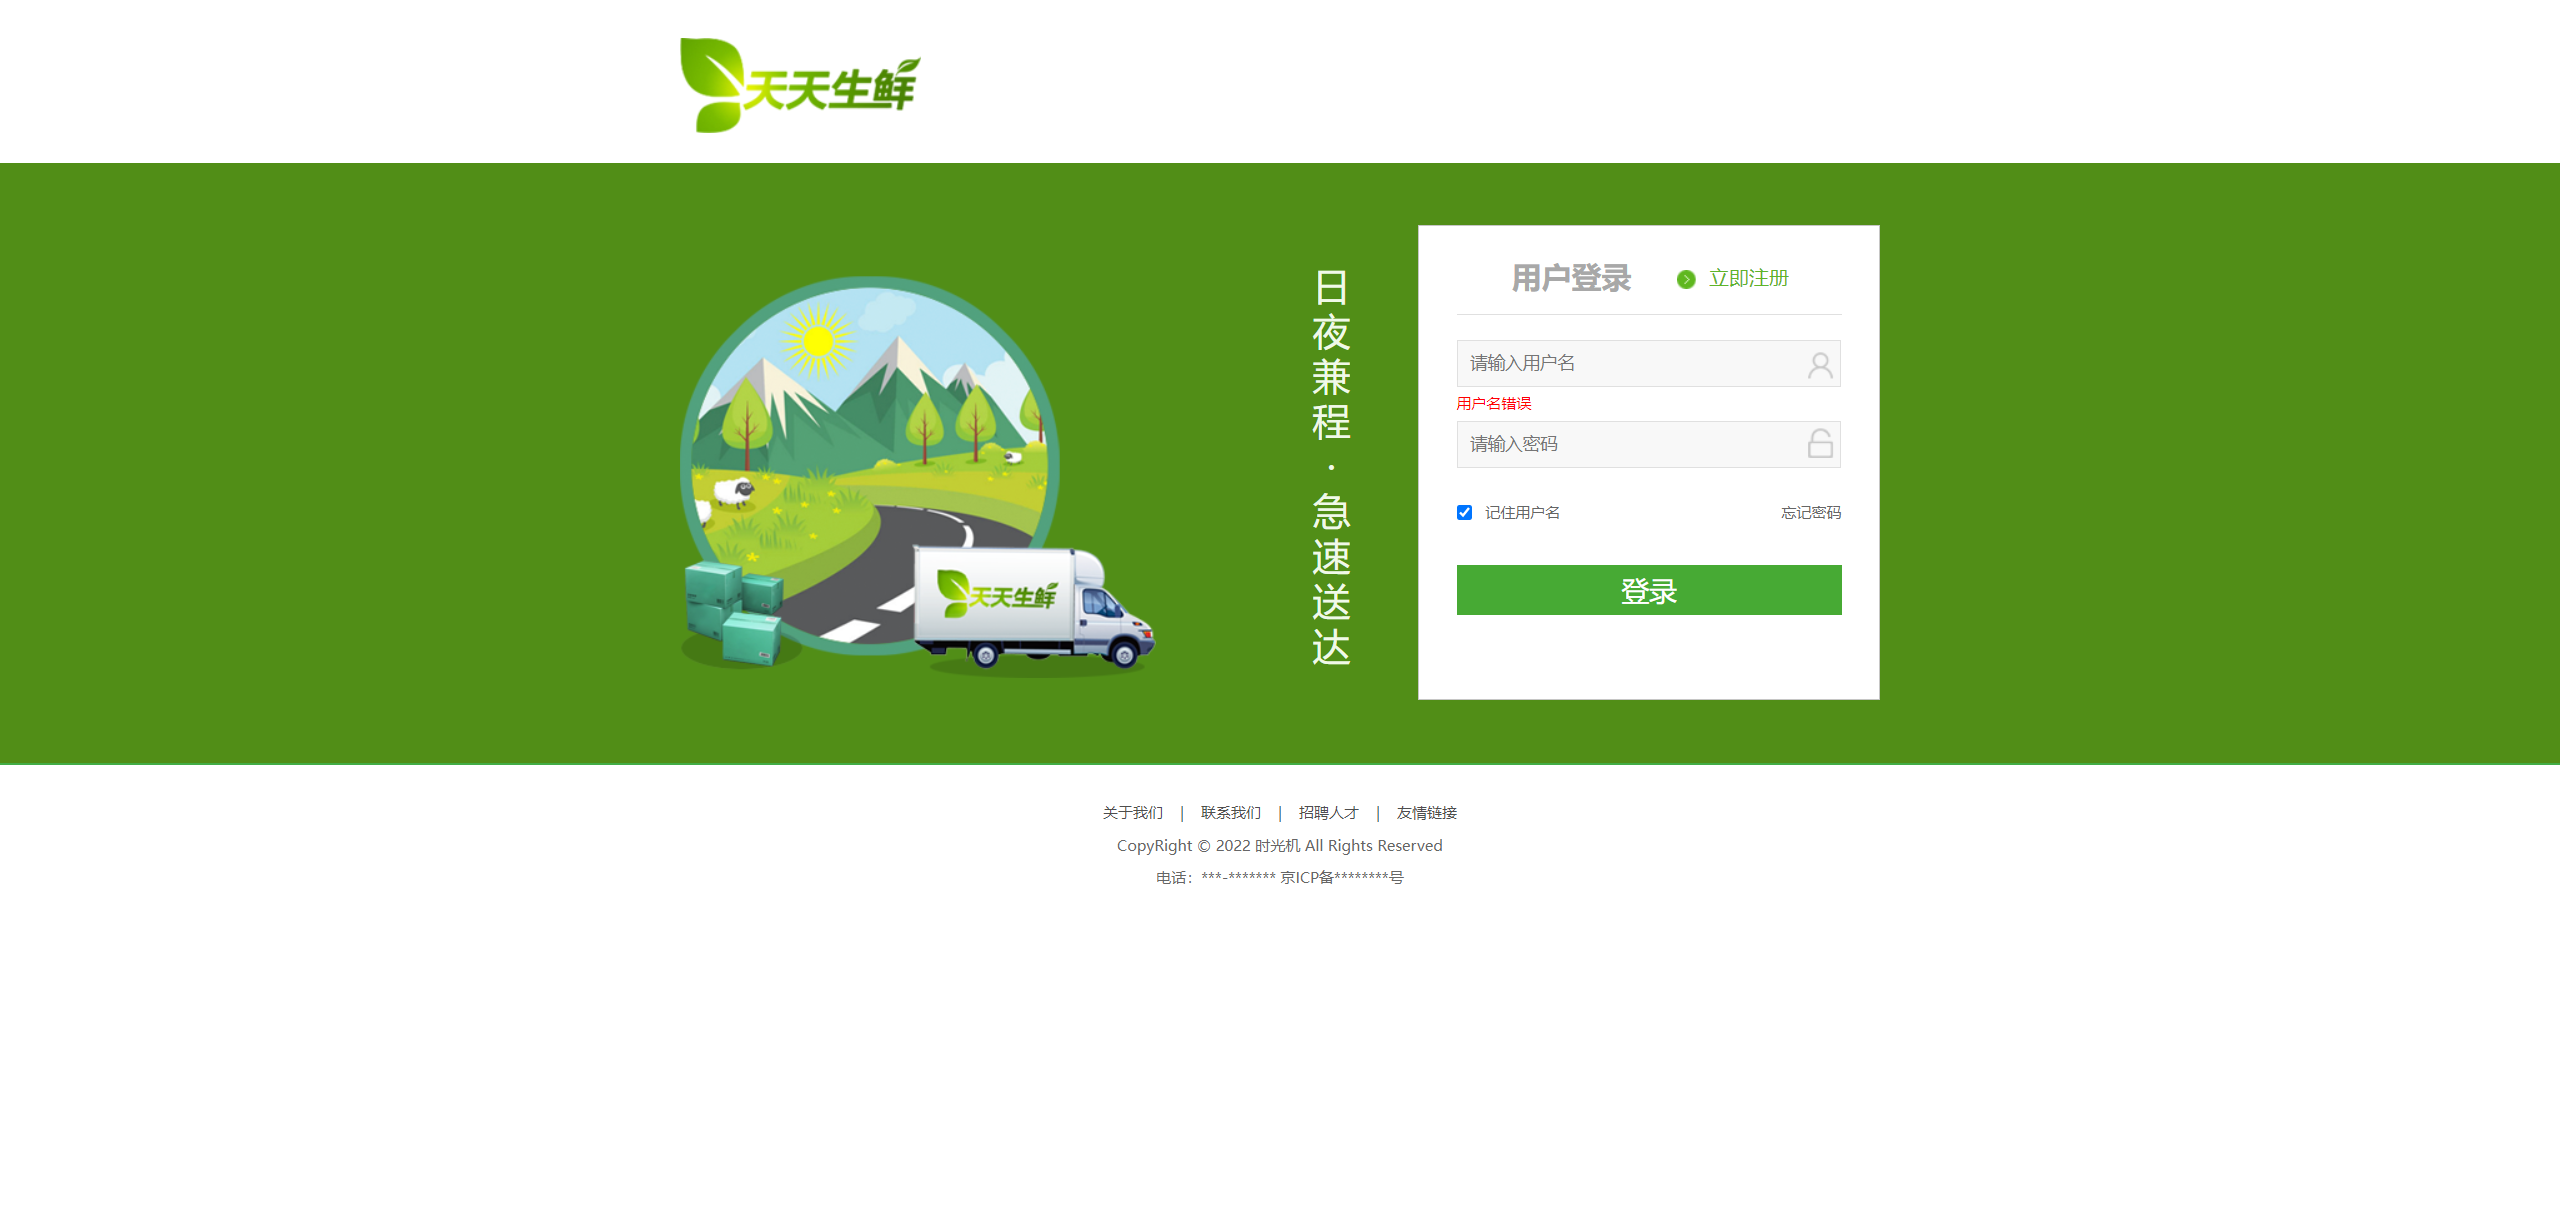 天天生鲜
日夜兼程·急速送达
天天生鲜
用户登录 立即注册
请输入用户名
用户名错误
请输入密码
记住用户名 忘记密码
登录
关于我们 | 联系我们 | 招聘人才 | 友情链接
CopyRight © 2022 时光机 All Rights Reserved
电话：***-******* 京ICP备********号